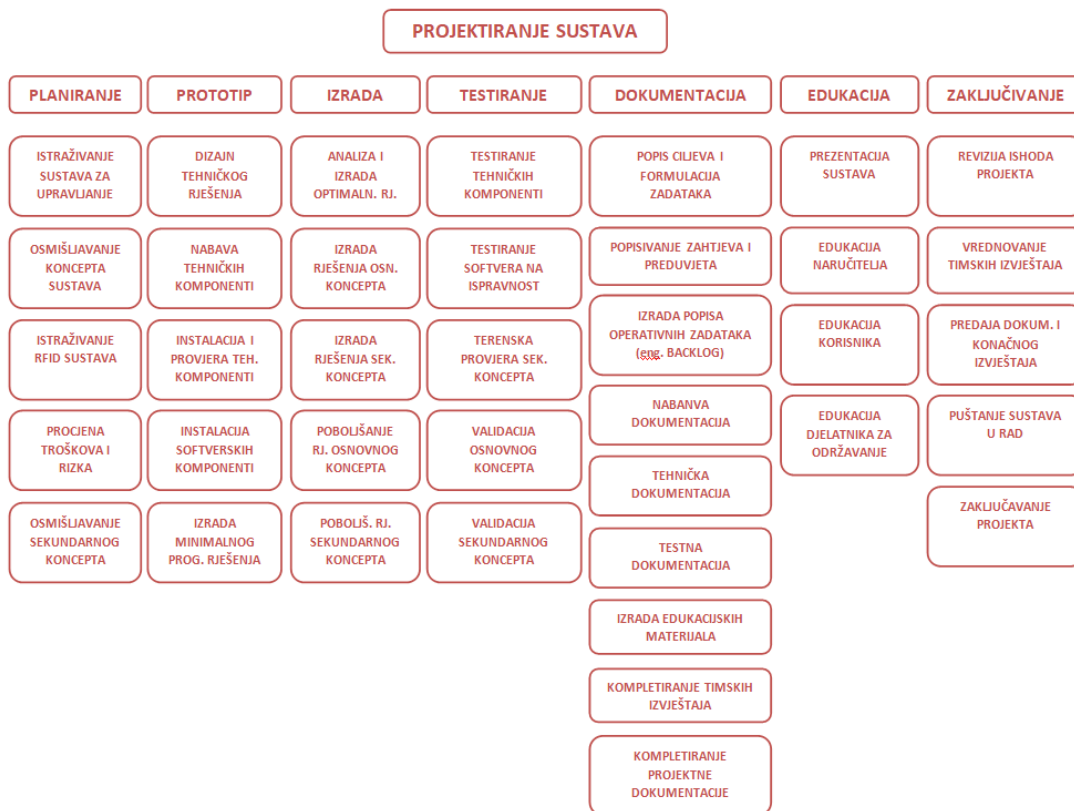 PROJEKTIRANJE SUSTAVA
PLANIRANJE
ISTRAŽIVANJE
SUSTAVA ZA
UPRAVLJANJE
OSMIŠLJAVANJE
KONCEPTA
SUSTAVA
ISTRAŽIVANJE
RFID SUSTAVA
PROCJENA
TROŠKOVA I
RIZKA
OSMIŠLJAVANJE
SEKUNDARNOG
KONCEPTA
PROTOTIP
DIZAJN
TEHNIČKOG
RJEŠENJA
NABAVA
TEHNIČKIH
KOMPONENTI
INSTALACIJA I
PROVJERA TEH.
KOMPONENTI
INSTALACIJA
SOFTVERSKIH
KOMPONENTI
IZRADA
MINIMALNOG
PROG. RJEŠENJA
IZRADA
ANALIZA I
IZRADA
OPTIMALN. RJ.
IZRADA
RJEŠENJA OSN.
KONCEPTA
IZRADA
RJEŠENJA SEK.
KONCEPTA
POBOLJŠANJE
RJ. OSNOVNOG
KONCEPTA
POBOLJŠ. RJ.
SEKUNDARNOG
KONCEPTA
TESTIRANJE
TESTIRANJE
TEHNIČKIH
KOMPONENTI
TESTIRANJE
SOFTVERA NA
ISPRAVNOST
TERENSKA
PROVJERA SEK.
KONCEPTA
VALIDACIJA
OSNOVNOG
KONCEPTA
VALIDACIJA
SEKUNDARNOG
KONCEPTA
DOKUMENTACIJA
POPIS CILJEVA I
FORMULACIJA
ZADATAKA
POPISIVANJE ZAHTJEVA I
PREDUVJETA
IZRADA POPISA
OPERATIVNIH ZADATAKA
(eng. BACKLOG)
NABANVA
DOKUMENTACIJA
TEHNIČKA
DOKUMENTACIJA
TESTNA
DOKUMENTACIJA
IZRADA EDUKACIJSKIH
MATERIJALA
KOMPLETIRANJE TIMSKIH
IZVJEŠTAJA
KOMPLETIRANJE
PROJEKTNE
DOKUMENTACIJE
EDUKACIJA
PREZENTACIJA
SUSTAVA
EDUKACIJA
NARUČITELJA
EDUKACIJA
KORISNIKA
EDUKACIJA
DJELATNIKA ZA
ODRŽAVANJE
ZAKLJUČIVANJE
REVIZIJA ISHODA
PROJEKTA
VREDNOVANJE
TIMSKIH IZVJEŠTAJA
PREDAJA DOKUM. I
KONAČNOG
IZVJEŠTAJA
PUŠTANJE SUSTAVA
U RAD
ZAKLJUČAVANJE
PROJEKTA